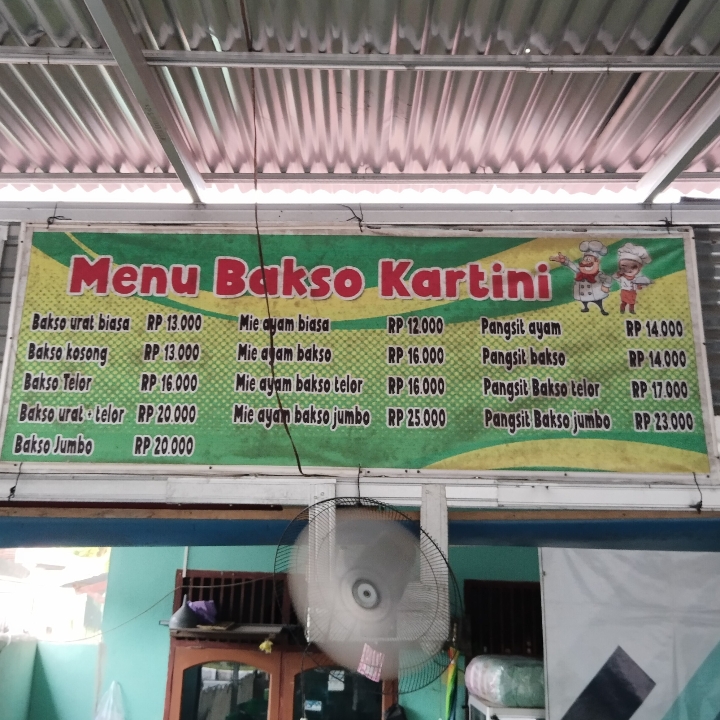 Menu Bakso Kartini
Bakso urat biasa RP 13.000
Bakso kosong RP 13.000
Bakso Telor RP 16.000
Bakso urat + telor RP 20.000
Bakso Jumbo RP 20.000
Mie ayam biasa RP 12.000
Mie ayam bakso RP 16.000
Mie ayam bakso telor RP 16.000
Mie ayam bakso jumbo RP 25.000
Pangsit ayam RP 14.000
Pangsit bakso RP 14.000
Pangsit Bakso telor RP 17.000
Pangsit Bakso jumbo RP 23.000